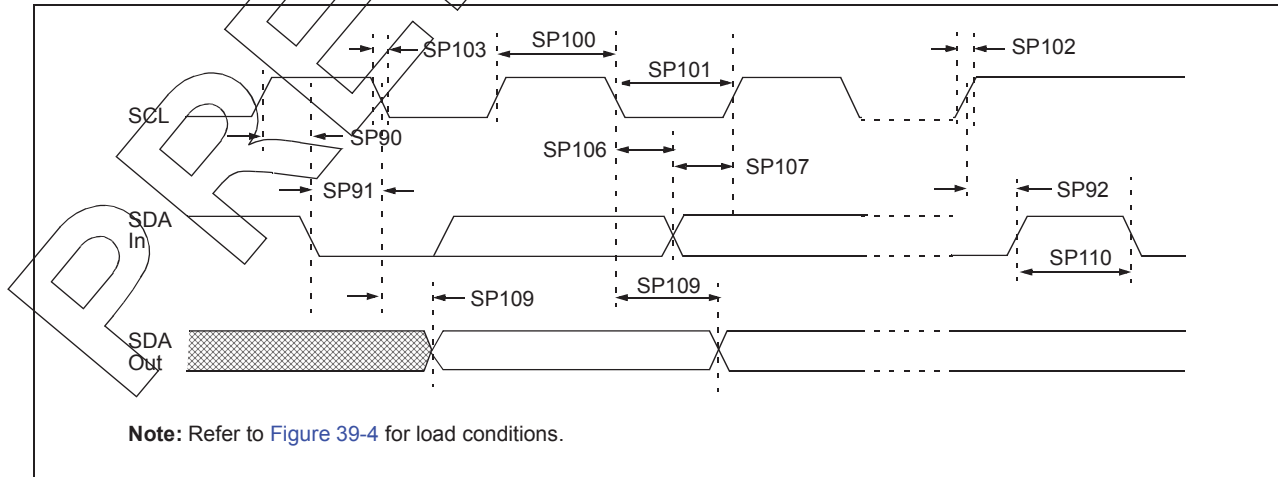 SP103
SP100
SP101
SP102
SCL
SP90
SP106
SP107
SP91
SP92
SDA
In
SP110
SP109
SP109
SDA
Out
Note: Refer to Figure 39-4 for load conditions.
PRE